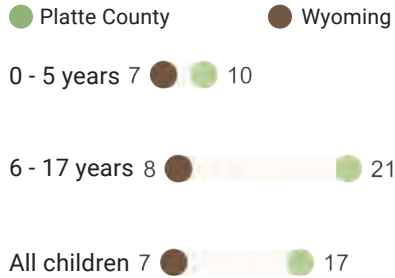 Platte County Wyoming
0 - 5 years 7 10
6 - 17 years 8 21
All children 7 17